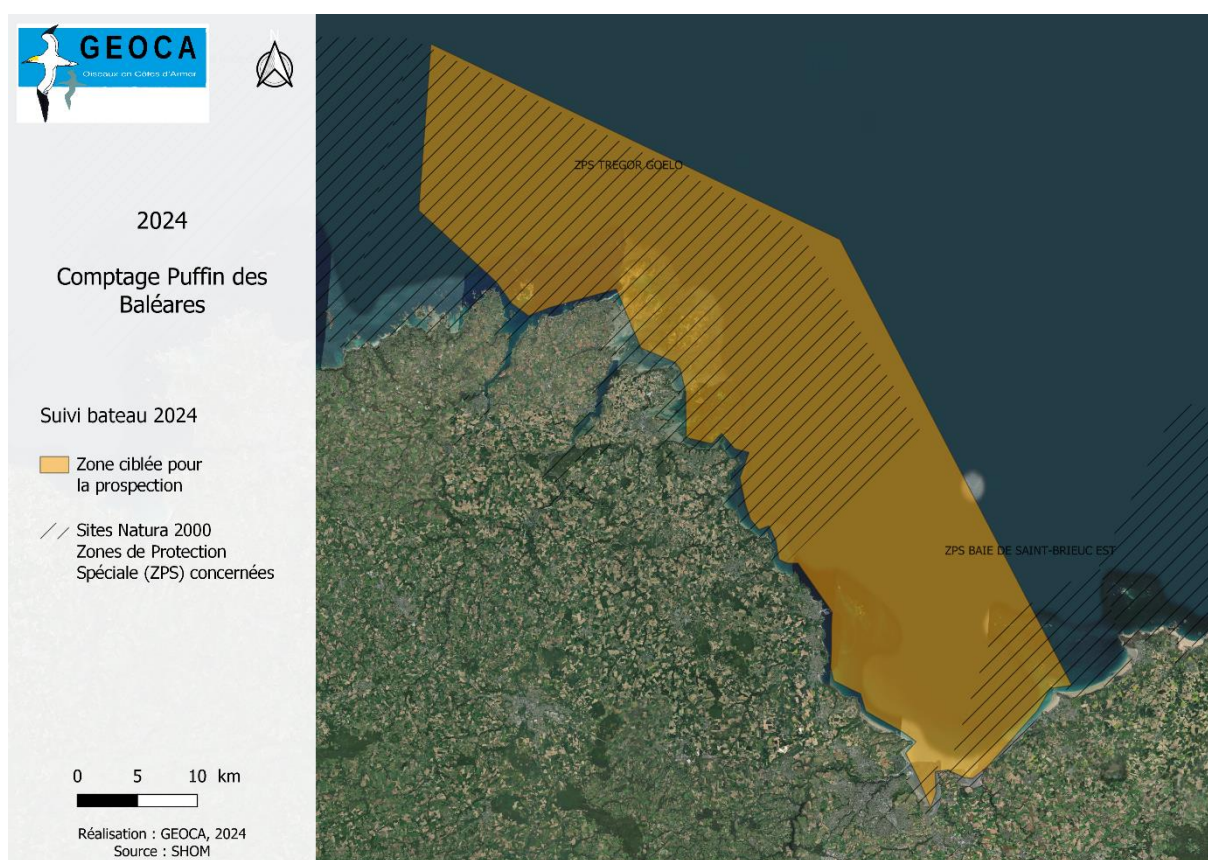 GEOCA
Oiseaux en Côtes d'Armor
N
2024
Comptage Puffin des
Baléares
Suivi bateau 2024
Zone ciblée pour
la prospection
Sites Natura 2000
Zones de Protection
Spéciale (ZPS) concernées
0 5 10 km
Réalisation : GEOCA, 2024
Source : SHOM
ZPS TREGOR GOELO
ZPS BAIE DE SAINT-BRIEUC EST